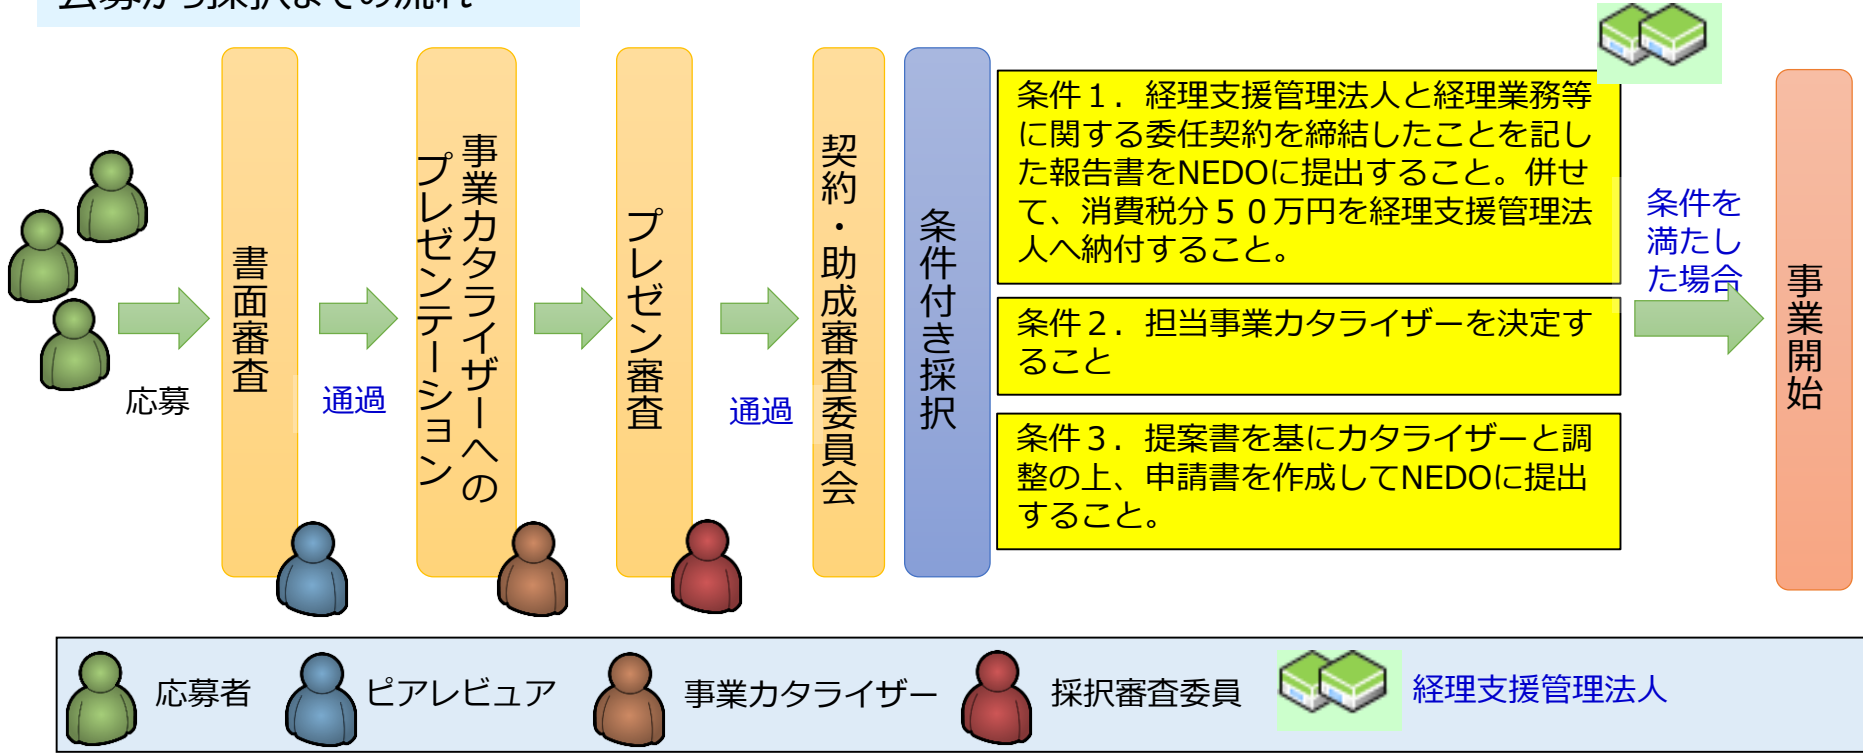 公募から採択までの流れ
応募
書面審査
通過
事業カタライザーへの
プレゼンテーション
プレゼン審査
通過
契約・助成審査委員会
条件付き採択
条件１．経理支援管理法人と経理業務等
に関する委任契約を締結したことを記し
た報告書をNEDOに提出すること。併せ
て、消費税分５０万円を経理支援管理法
人へ納付すること。
条件２．担当事業カタライザーを決定す
ること
条件３．提案書を基にカタライザーと調
整の上、申請書を作成してNEDOに提出
すること。
条件を
満たし
た場合
事業開始
応募者
ピアレビュア
事業カタライザー
採択審査委員
経理支援管理法人